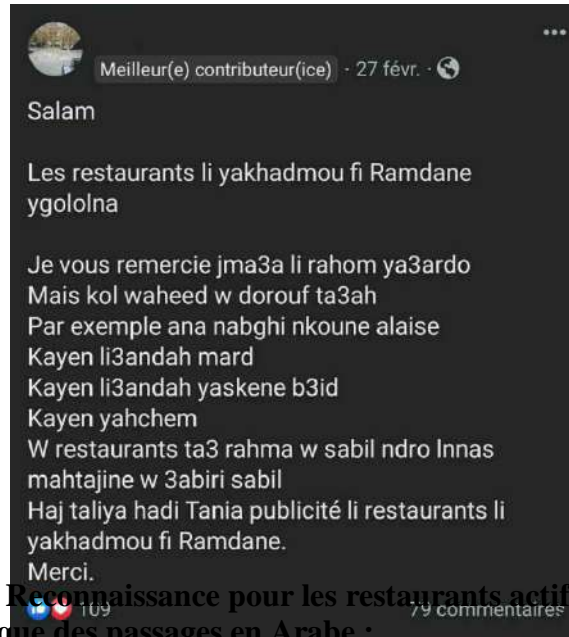 Meilleur(e) contributeur(ice) · 27 févr. ·
Salam
Les restaurants li yakhadmou fi Ramdane
ygololna
Je vous remercie jma3a li rahom ya3ardo
Mais kol waheed w dorouf ta3ah
Par exemple ana nabghi nkoune alaise
Kayen li3andah mard
Kayen li3andah yaskene b3id
Kayen yahchem
W restaurants ta3 rahma w sabil ndro lnnas
mahtajine w 3abiri sabil
Haj taliya hadi Tania publicité li restaurants li
yakhadmou fi Ramdane.
Merci.
Reconnaissance pour les restaurants actif
109 79 commentaires
que des passages en Arabe :